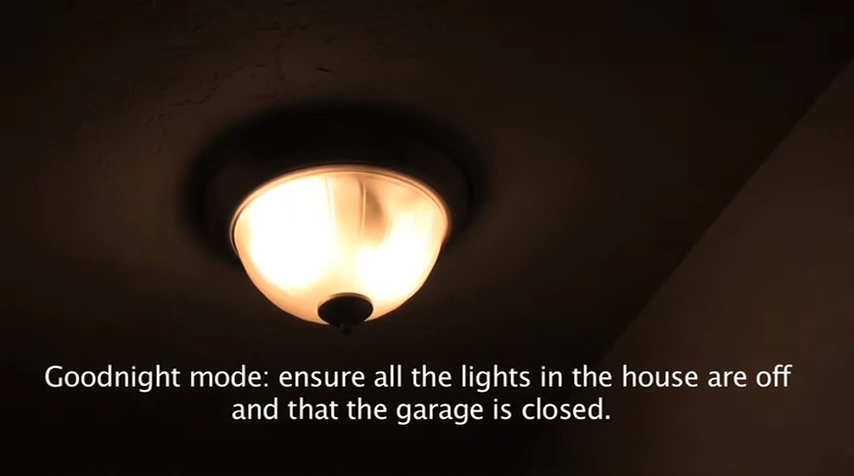 Goodnight mode: ensure all the lights in the house are off
and that the garage is closed.